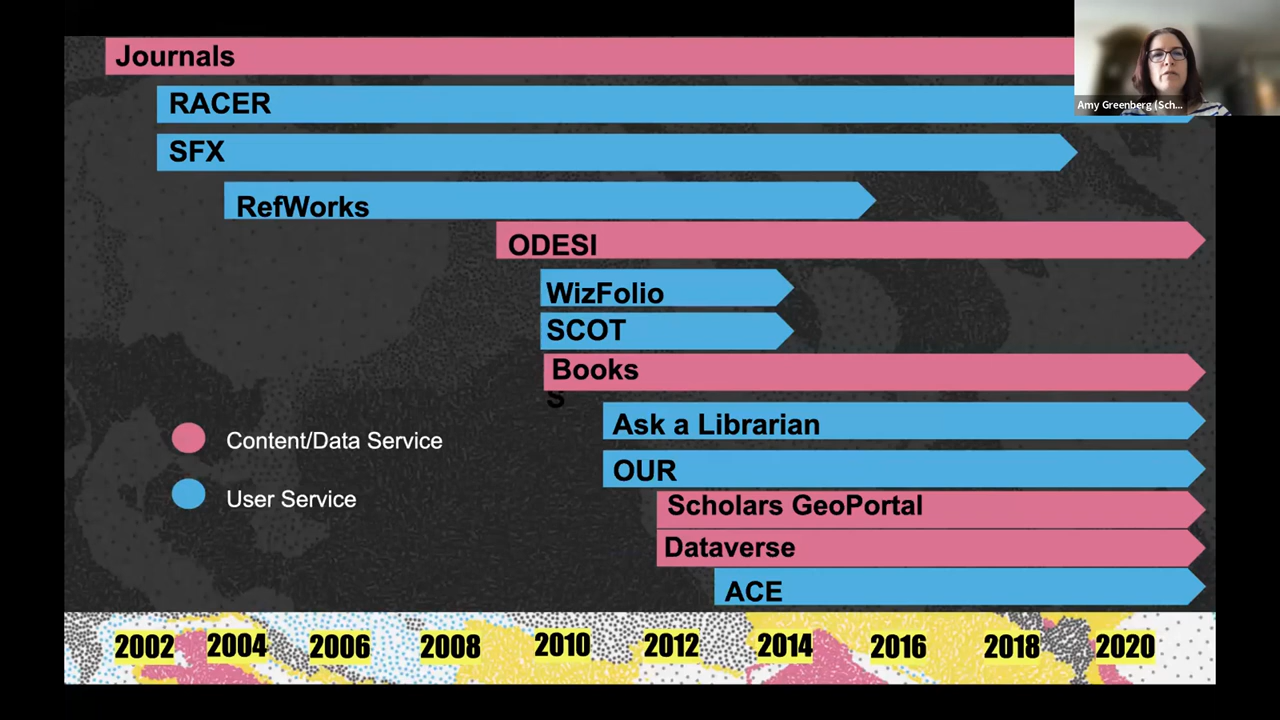 Journals
Amy Greenberg (Sch...
RACER
SFX
RefWorks
ODESI
WizFolio
SCOT
Books
S
Ask a Librarian
Content/Data Service
OUR
User Service
Scholars GeoPortal
Dataverse
ACE
2002 2004 2006 2008 2010 2012 2014 2016 2018 2020